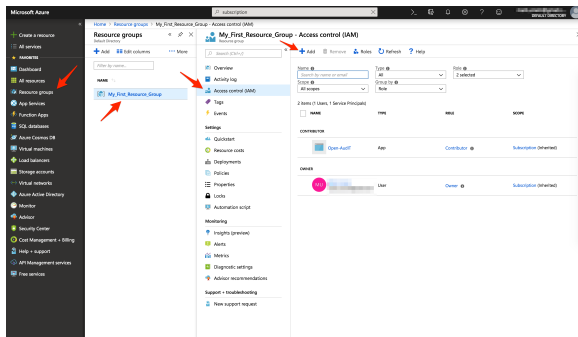 Microsoft Azure
subscription
DEFAULT DIRECTORY
Create a resource
All services
FAVORITES
Dashboard
All resources
Resource groups
App Services
Function Apps
SQL databases
Azure Cosmos DB
Virtual machines
Load balancers
Storage accounts
Virtual networks
Azure Active Directory
Monitor
Advisor
Security Center
Cost Management + Billing
Help + support
API Management services
Free services
Home > Resource groups > My_First_Resource_Group - Access control (IAM)
Resource groups
Default Directory
Add Edit columns More
Filter by name...
NAME
My_First_Resource_Group
My_First_Resource_Group - Access control (IAM)
Resource group
Search (Ctrl+/)
Overview
Activity log
Access control (IAM)
Tags
Events
Settings
Quickstart
Resource costs
Deployments
Policies
Properties
Locks
Automation script
Monitoring
Insights (preview)
Alerts
Metrics
Diagnostic settings
Advisor recommendations
Support + troubleshooting
New support request
Add Remove Roles Refresh Help
Name Type Role
Search by name or email All 2 selected
Scope Group by
All scopes Role
2 items (1 Users, 1 Service Principals)
NAME TYPE ROLE SCOPE
CONTRIBUTOR
Open-AudIT App Contributor Subscription (Inherited)
OWNER
MU User Owner Subscription (Inherited)